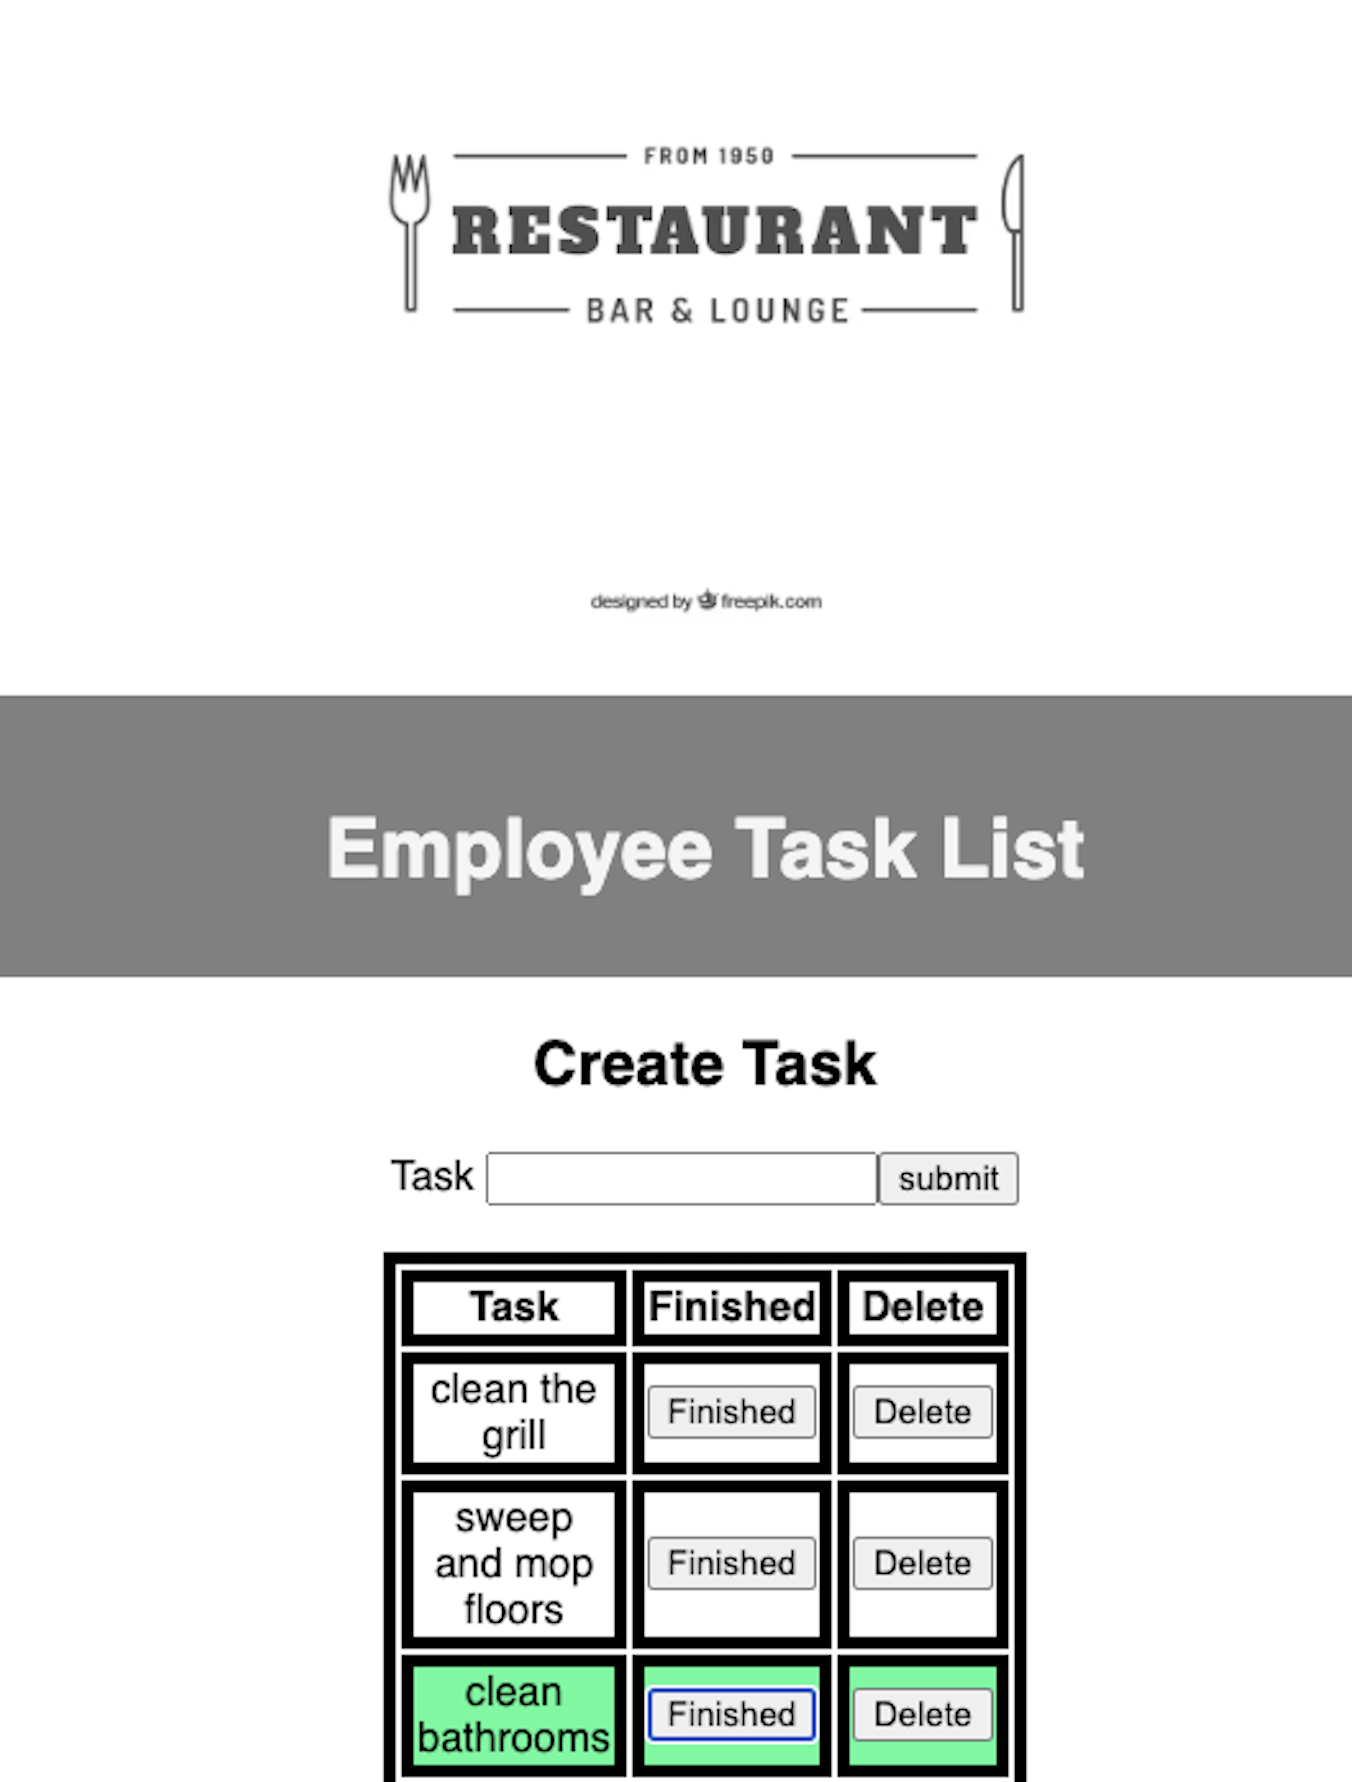 FROM 1950
RESTAURANT
BAR & LOUNGE
designed by freepik.com
Employee Task List
Create Task
Task submit
Task Finished Delete
clean the
grill
Finished Delete
sweep
and mop
floors
Finished Delete
clean
bathrooms
Finished Delete